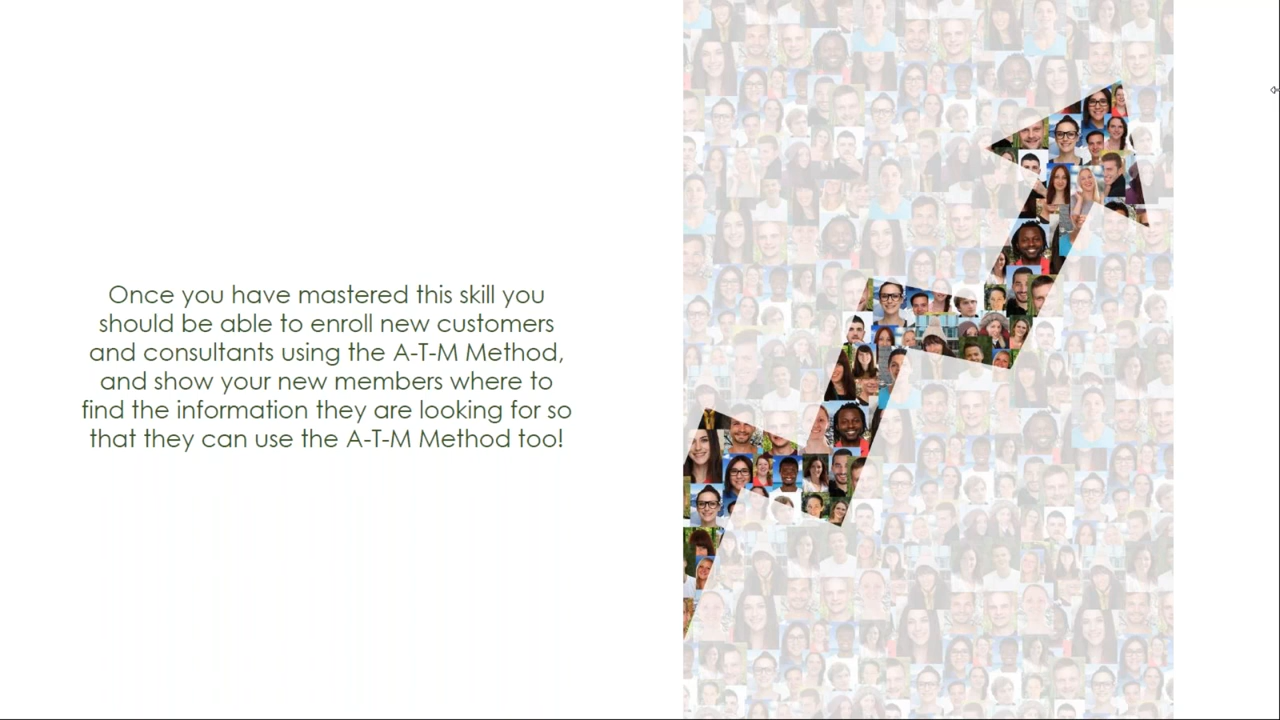 Once you have mastered this skill you
should be able to enroll new customers
and consultants using the A-T-M Method,
and show your new members where to
find the information they are looking for so
that they can use the A-T-M Method too!